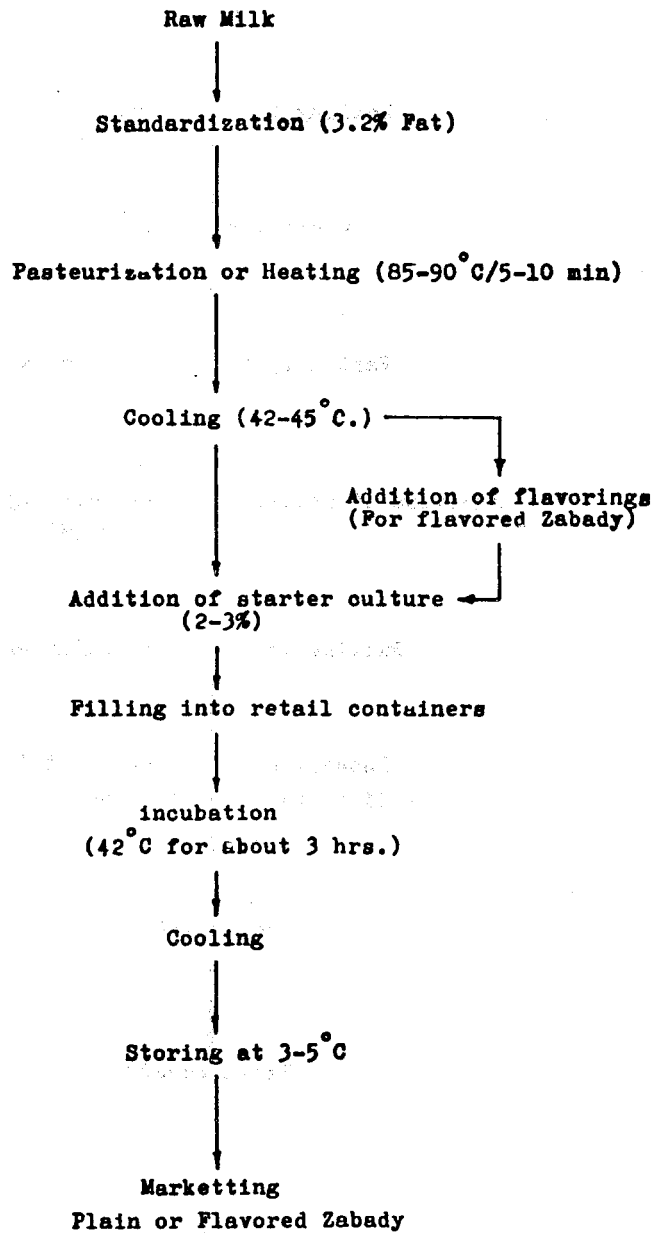 Raw Milk
Standardization (3.2% Fat)
Pasteurization or Heating (85-90°C/5-10 min)
Cooling (42-45°C.)
Addition of flavorings
(For flavored Zabady)
Addition of starter culture
(2-3%)
Filling into retail containers
incubation
(42°C for about 3 hrs.)
Cooling
Storing at 3-5°C
Marketting
Plain or Flavored Zabady